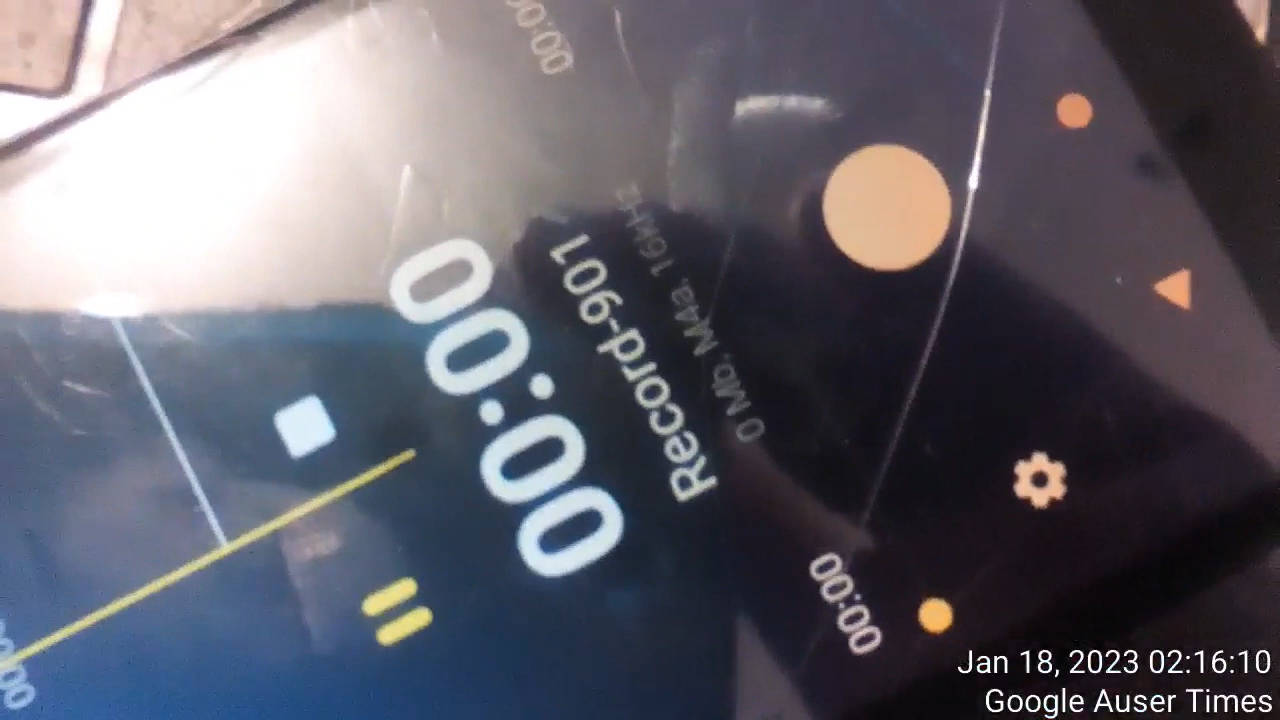 00:00
Record-901
0 Mb, M4a, 16kHz
00:00
00:00
Jan 18, 2023 02:16:10
Google Auser Times